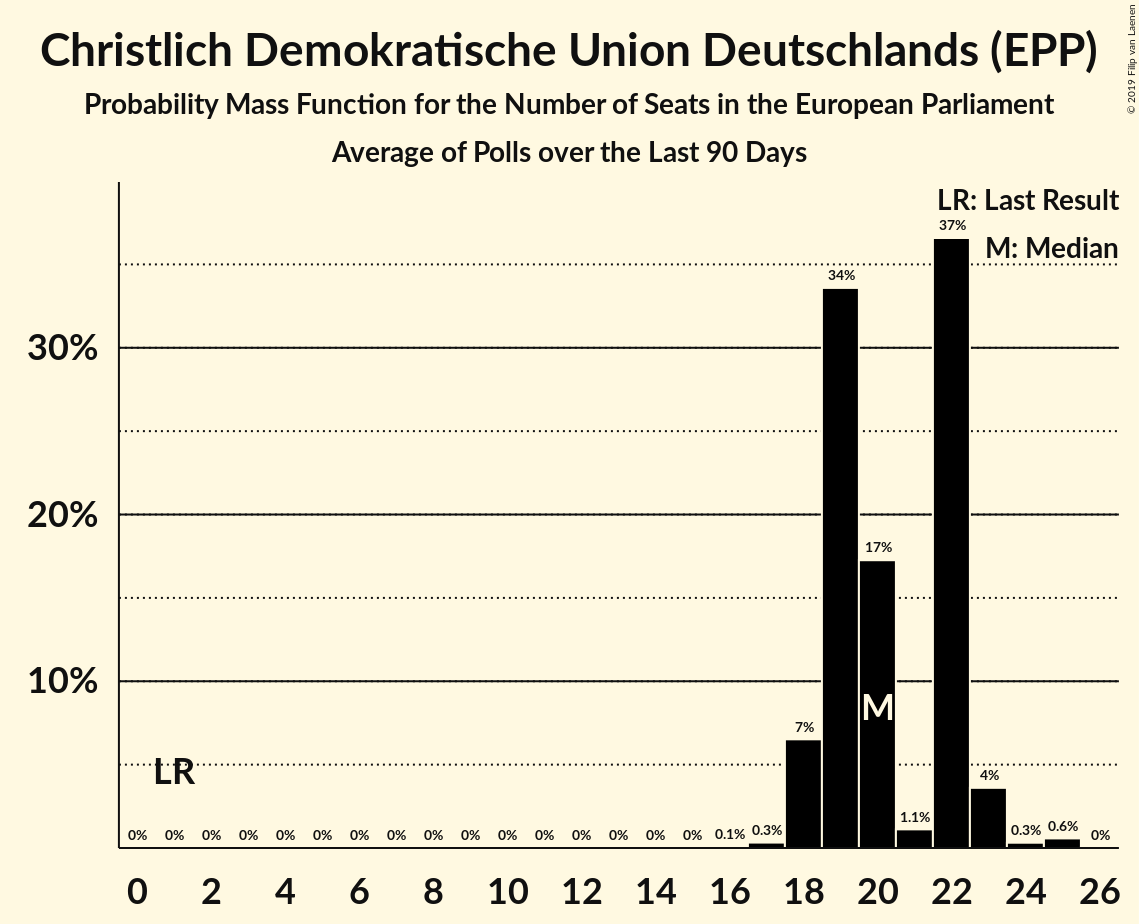 Christlich Demokratische Union Deutschlands (EPP)
Probability Mass Function for the Number of Seats in the European Parliament
Average of Polls over the Last 90 Days
© 2019 Filip van Laenen
LR: Last Result
M: Median
37%
34%
30%
20%
17%
10%
M
7%
LR
4%
0% 0% 0% 0% 0% 0% 0% 0% 0% 0% 0% 0% 0% 0% 0% 0% 0.1% 0.3% 1.1% 0.3% 0.6% 0%
0 2 4 6 8 10 12 14 16 18 20 22 24 26